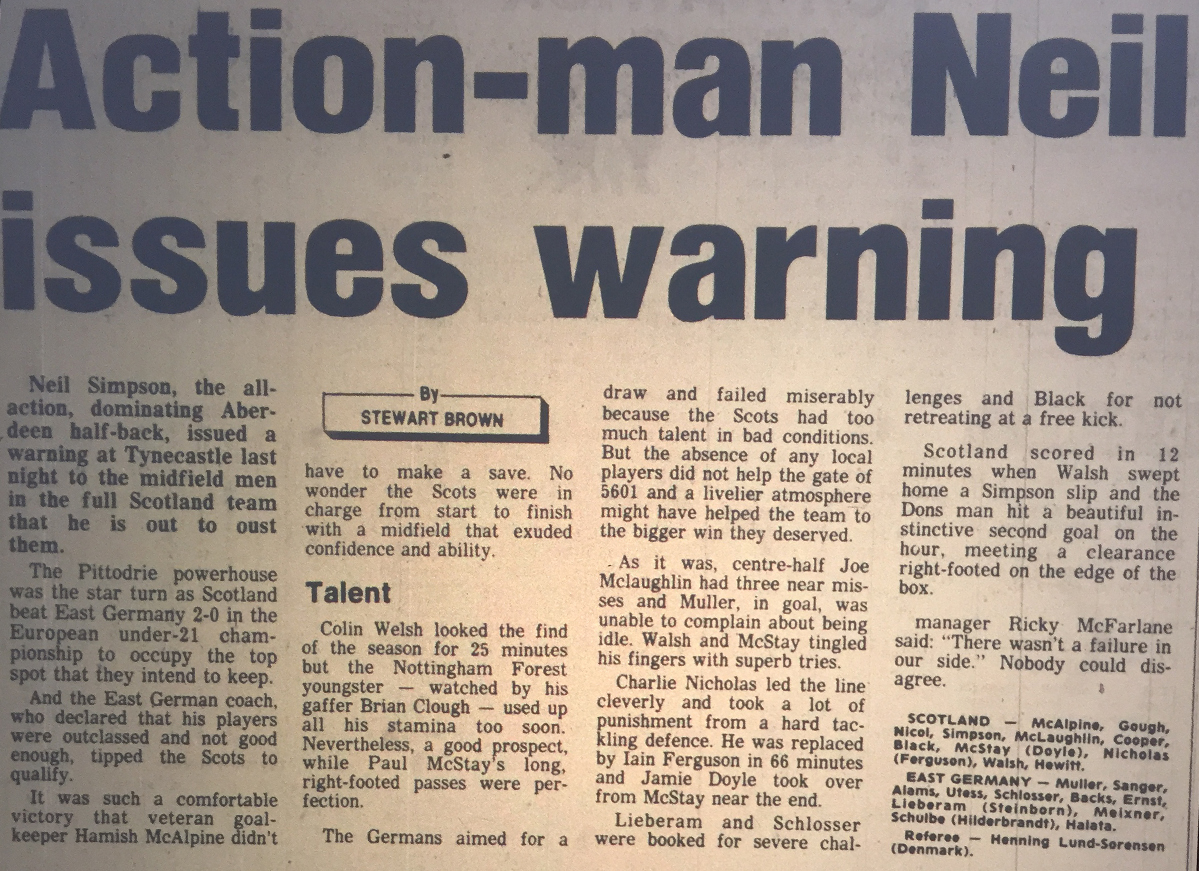 Action-man Neil
issues warning
Neil Simpson, the all-
action, dominating Aber-
deen half-back, issued a
warning at Tynecastle last
night to the midfield men
in the full Scotland team
that he is out to oust
them.
The Pittodrie powerhouse
was the star turn as Scotland
beat East Germany 2-0 in the
European under-21 cham-
pionship to occupy the top
spot that they intend to keep.
And the East German coach,
who declared that his players
were outclassed and not good
enough, tipped the Scots to
qualify.
It was such a comfortable
victory that veteran goal-
keeper Hamish McAlpine didn't
By
STEWART BROWN
have to make a save. No
wonder the Scots were in
charge from start to finish
with a midfield that exuded
confidence and ability.
Talent
Colin Welsh looked the find
of the season for 25 minutes
but the Nottingham Forest
youngster — watched by his
gaffer Brian Clough — used up
all his stamina too soon.
Nevertheless, a good prospect,
while Paul McStay's long,
right-footed passes were per-
fection.
The Germans aimed for a
draw and failed miserably
because the Scots had too
much talent in bad conditions.
But the absence of any local
players did not help the gate of
5601 and a livelier atmosphere
might have helped the team to
the bigger win they deserved.
As it was, centre-half Joe
Mclaughlin had three near mis-
ses and Muller, in goal, was
unable to complain about being
idle. Walsh and McStay tingled
his fingers with superb tries.
Charlie Nicholas led the line
cleverly and took a lot of
punishment from a hard tac-
kling defence. He was replaced
by Iain Ferguson in 66 minutes
and Jamie Doyle took over
from McStay near the end.
Lieberam and Schlosser
were booked for severe chal-
lenges and Black for not
retreating at a free kick.
Scotland scored in 12
minutes when Walsh swept
home a Simpson slip and the
Dons man hit a beautiful in-
stinctive second goal on the
hour, meeting a clearance
right-footed on the edge of the
box.
manager Ricky McFarlane
said: "There wasn't a failure in
our side." Nobody could dis-
agree.
SCOTLAND — McAlpine, Gough,
Nicol, Simpson, McLaughlin, Cooper,
Black, McStay (Doyle), Nicholas
(Ferguson), Walsh, Hewitt.
EAST GERMANY — Muller, Sanger,
Alams, Utess, Schlosser, Backs, Ernst,
Lieberam (Steinborn), Meixner,
Schulbe (Hilderbrandt), Halata.
Referee — Henning Lund-Sorensen
(Denmark).